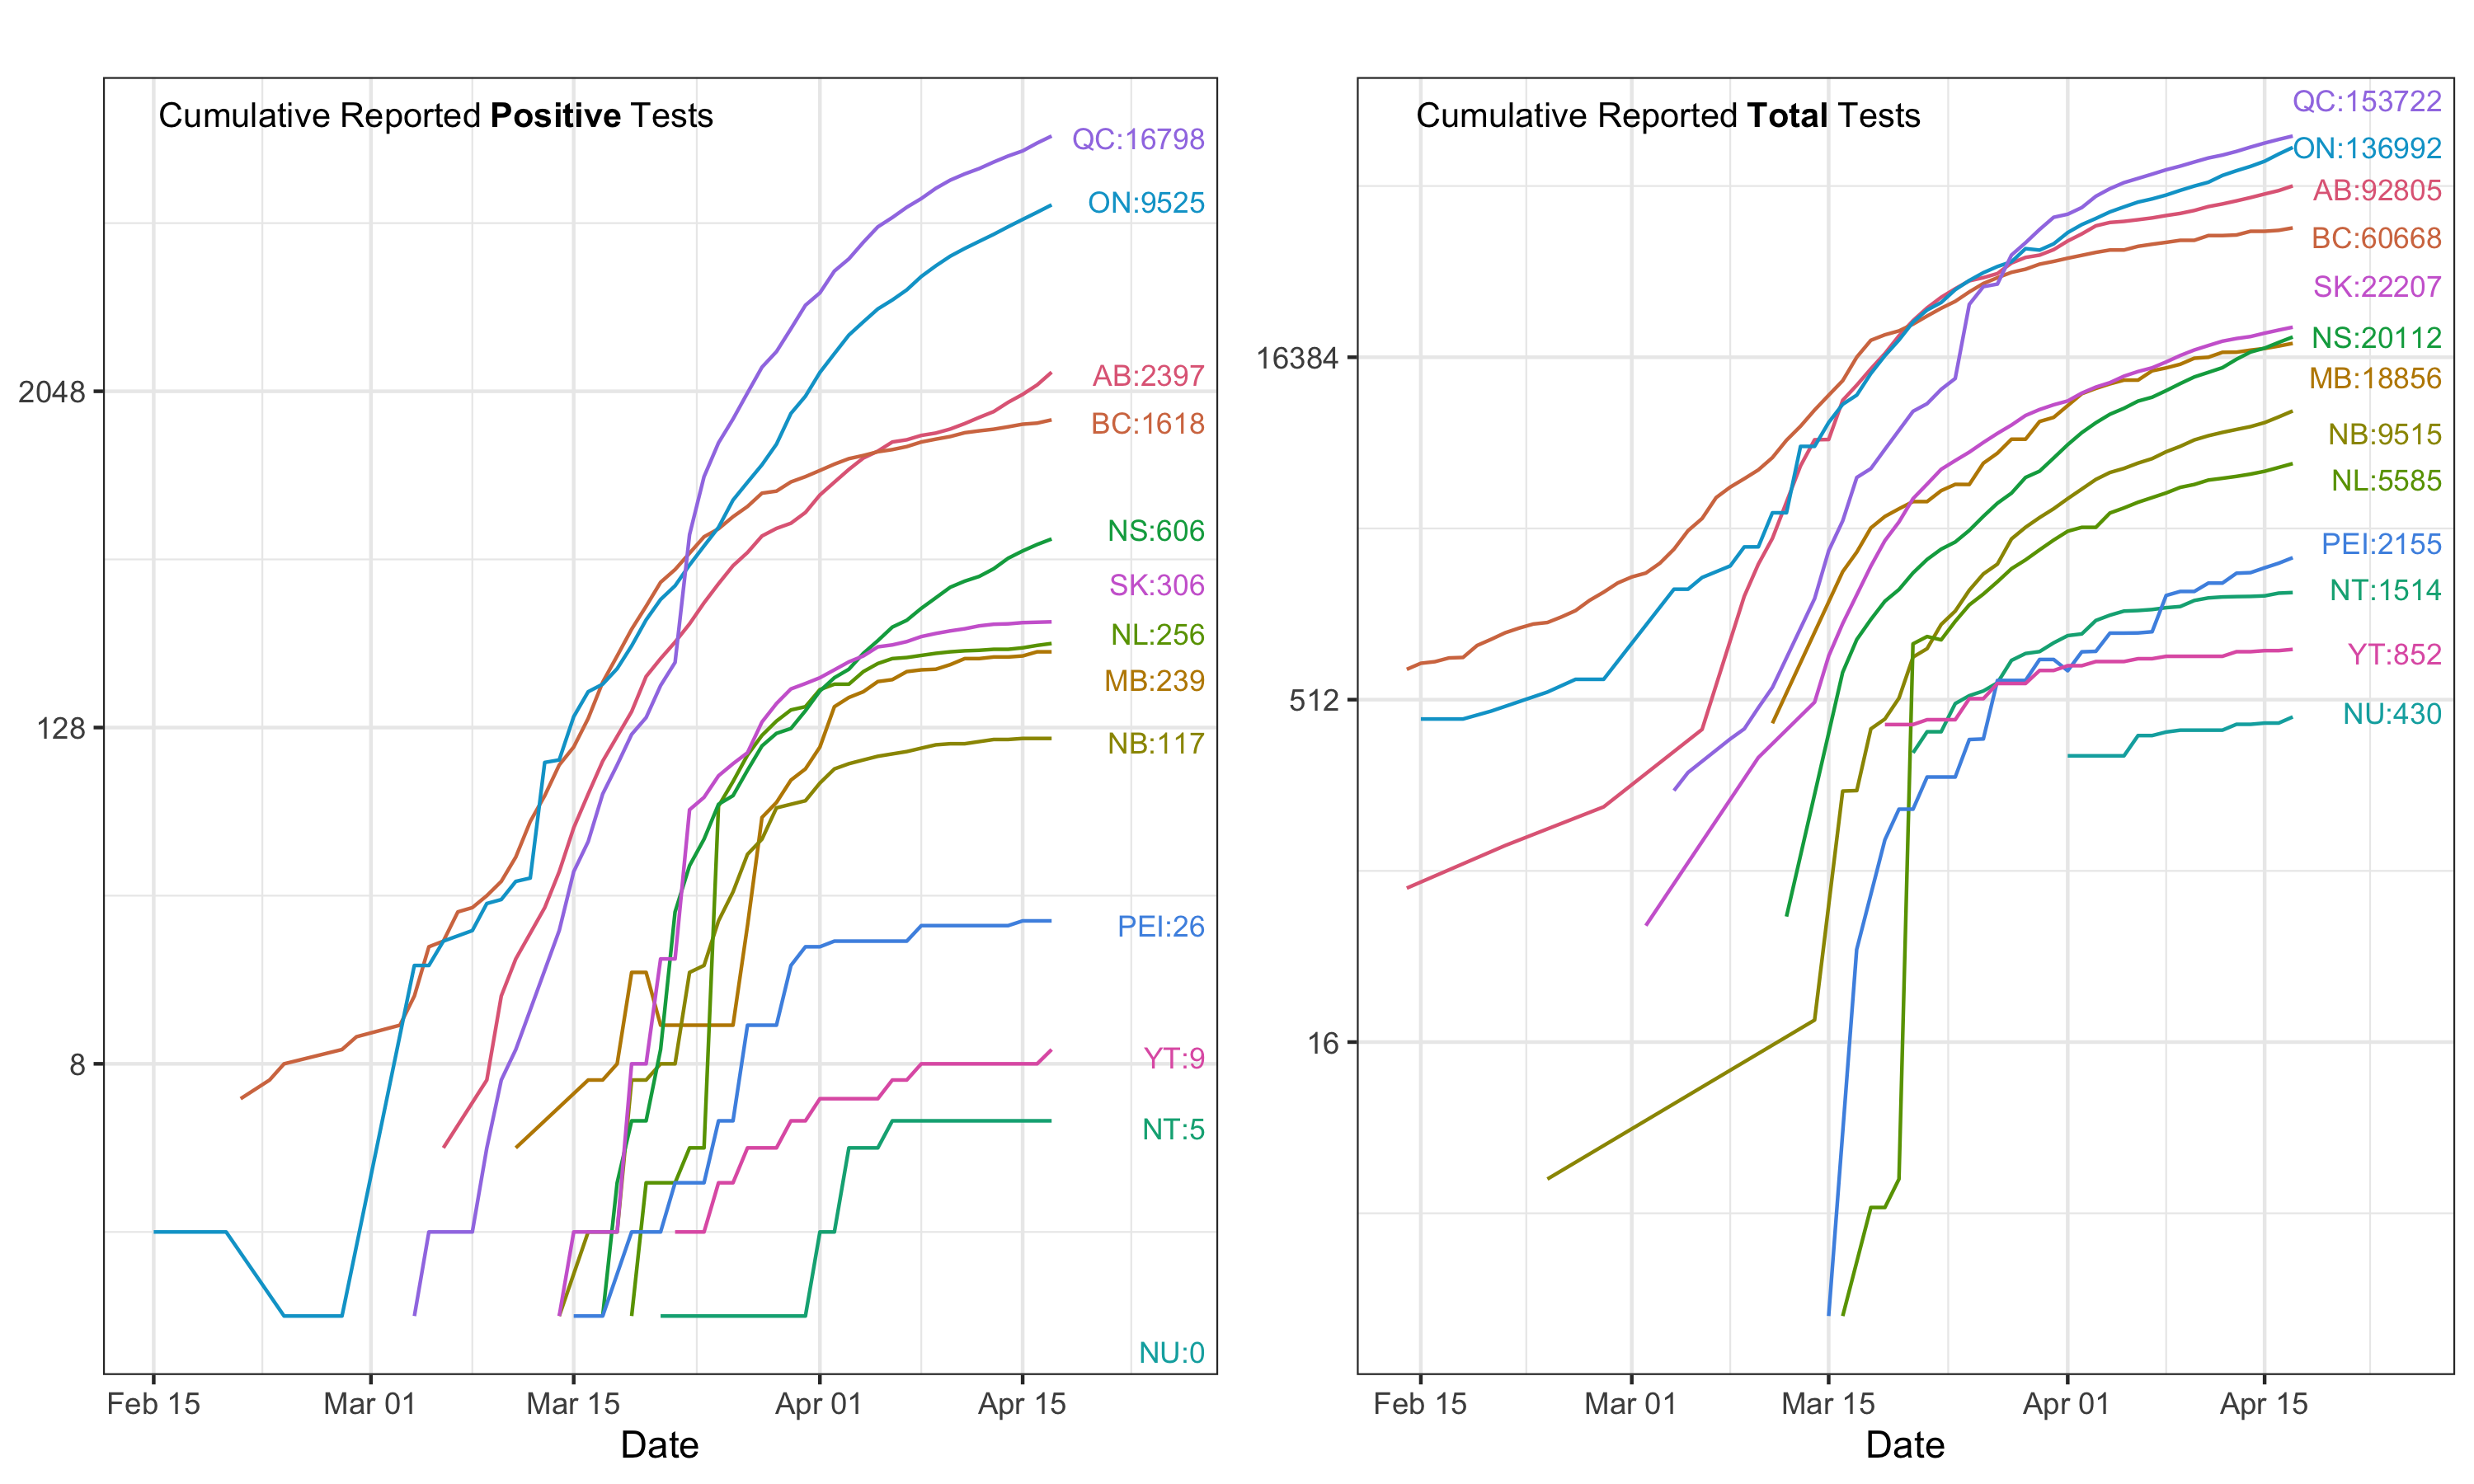 Cumulative Reported Positive Tests
QC:16798
ON:9525
AB:2397
2048
BC:1618
NS:606
SK:306
NL:256
MB:239
128
NB:117
PEI:26
YT:9
8
NT:5
NU:0
Feb 15
Mar 01
Mar 15
Apr 01
Apr 15
Date
Cumulative Reported Total Tests
QC:153722
ON:136992
AB:92805
BC:60668
SK:22207
NS:20112
16384
MB:18856
NB:9515
NL:5585
PEI:2155
NT:1514
YT:852
512
NU:430
16
Feb 15
Mar 01
Mar 15
Apr 01
Apr 15
Date